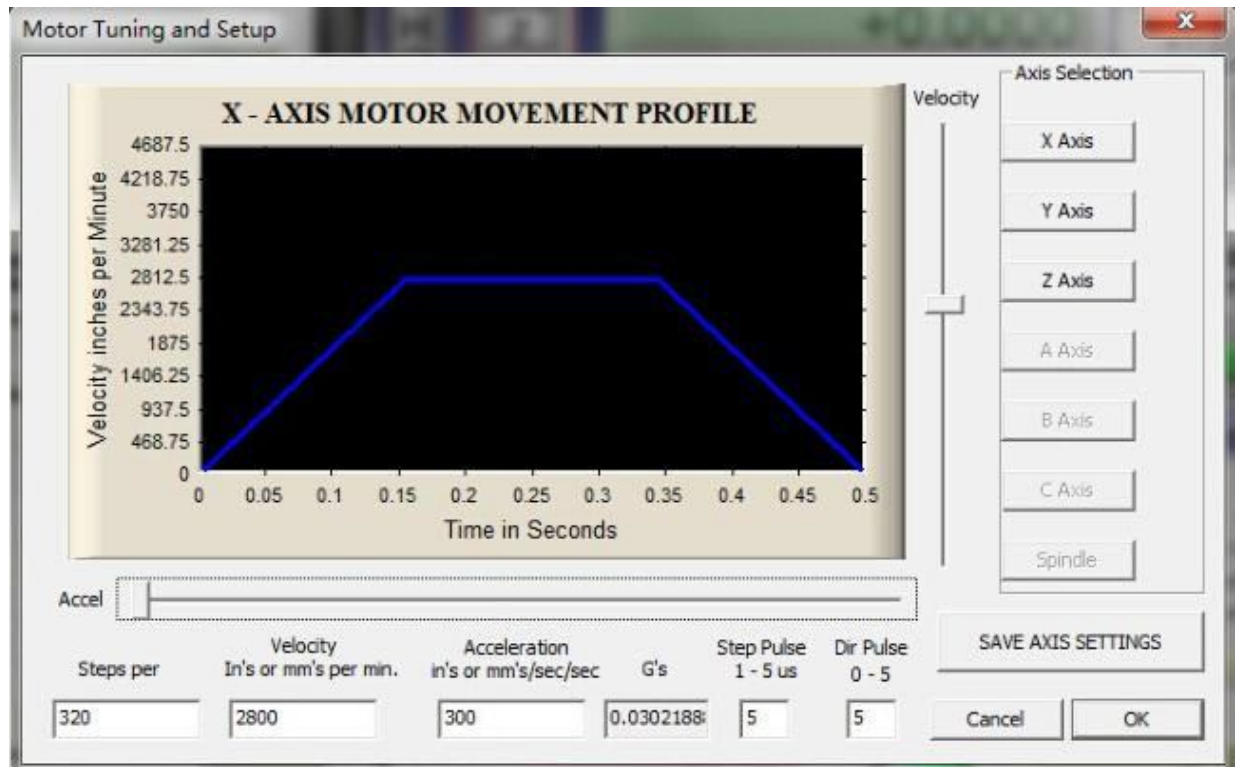 Motor Tuning and Setup
+0.0000
X - AXIS MOTOR MOVEMENT PROFILE
Velocity inches per Minute
4687.5
4218.75
3750
3281.25
2812.5
2343.75
1875
1406.25
937.5
468.75
0
0 0.05 0.1 0.15 0.2 0.25 0.3 0.35 0.4 0.45 0.5
Time in Seconds
Velocity
Axis Selection
X Axis
Y Axis
Z Axis
A Axis
B Axis
C Axis
Spindle
Accel
Steps per
320
Velocity
In's or mm's per min.
2800
Acceleration
in's or mm's/sec/sec
300
G's
0.0302188
Step Pulse
1 - 5 us
5
Dir Pulse
0 - 5
5
SAVE AXIS SETTINGS
Cancel OK